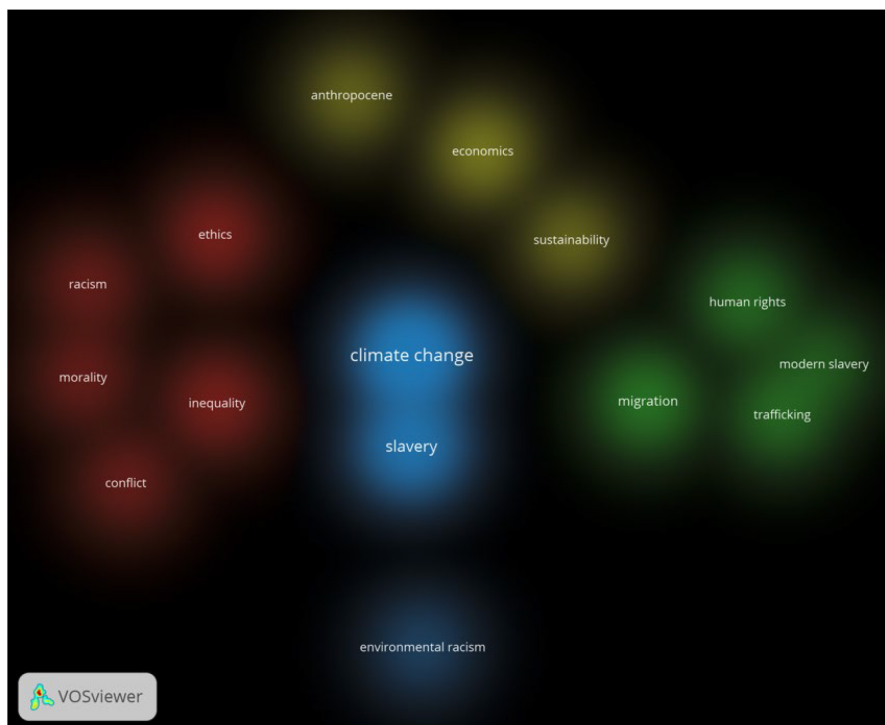 anthropocene
economics
ethics
sustainability
racism
human rights
climate change
modern slavery
morality
inequality
migration
trafficking
slavery
conflict
environmental racism
VOSviewer